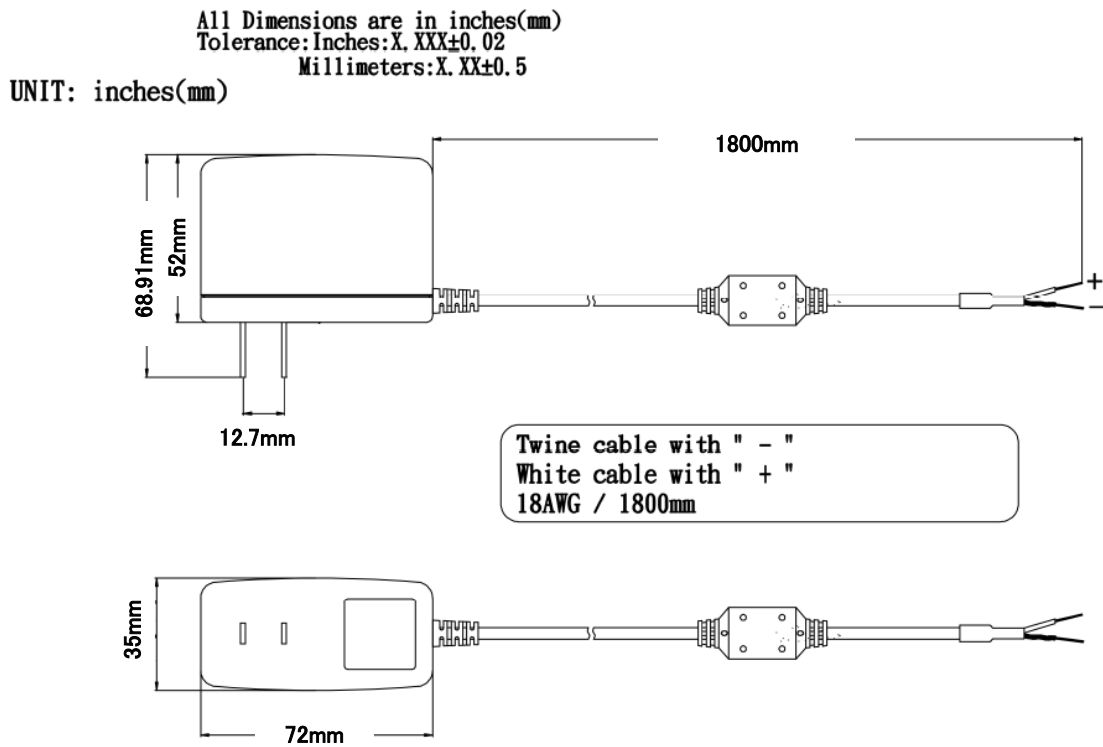 All Dimensions are in inches(mm)
Tolerance:Inches:X.XXX±0.02
Millimeters:X.XX±0.5
UNIT: inches(mm)
1800mm
68.91mm
52mm
+
−
12.7mm
Twine cable with " - "
White cable with " + "
18AWG / 1800mm
35mm
72mm